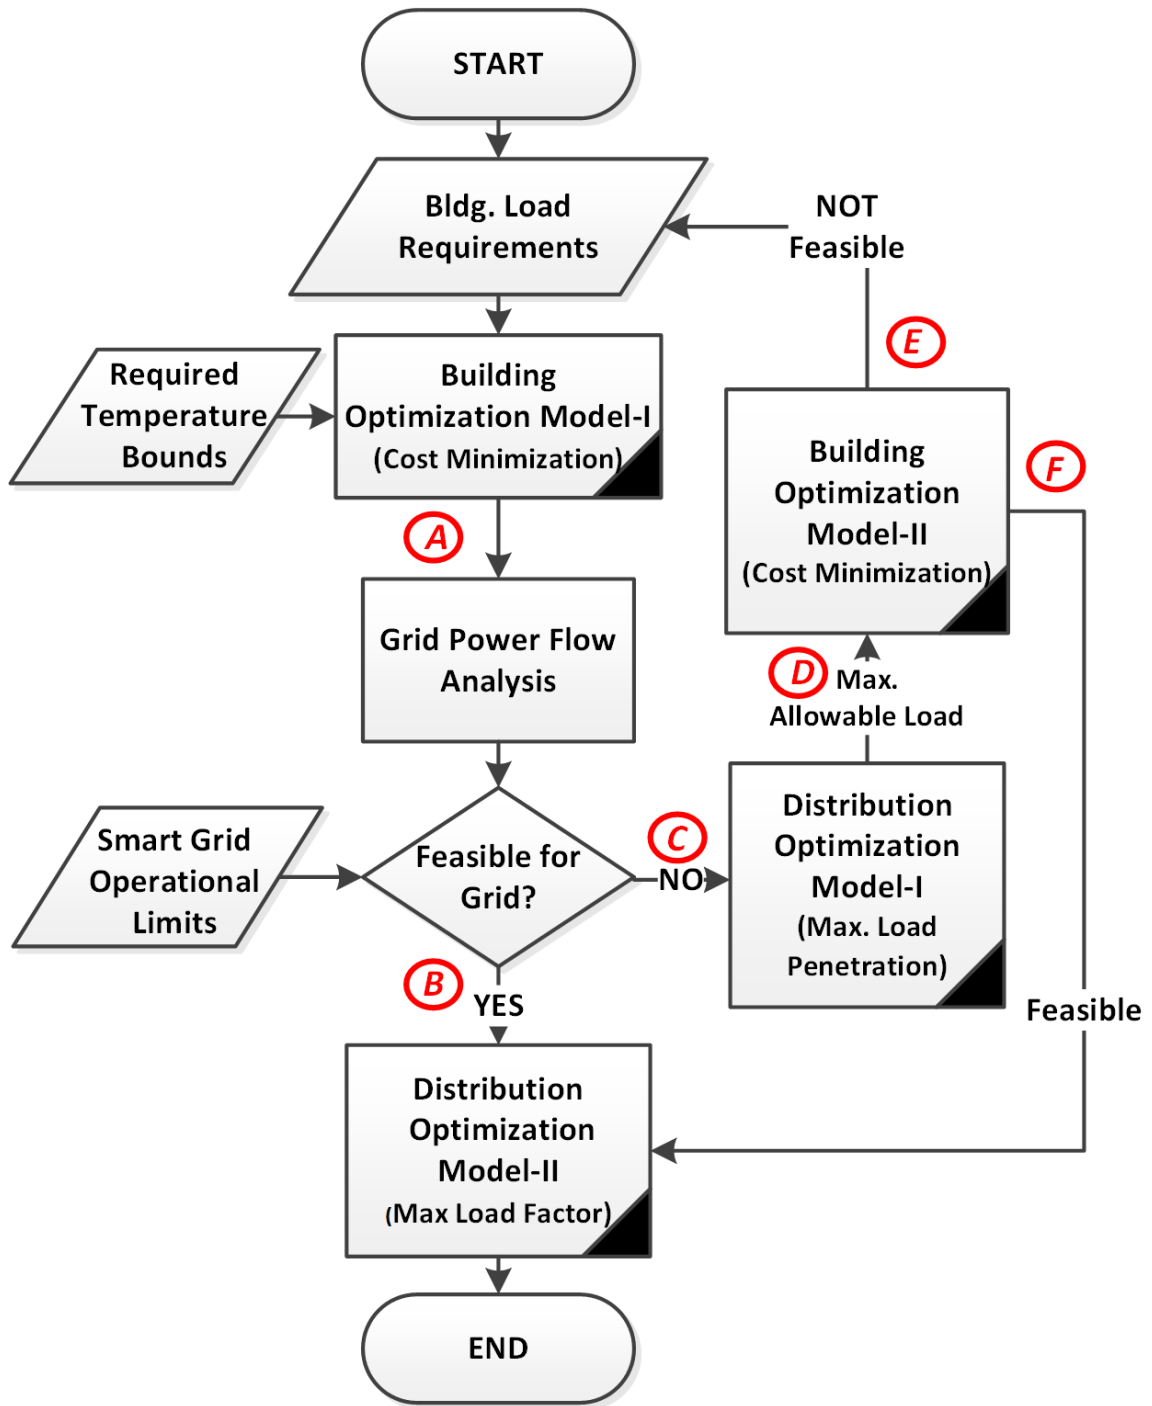 START
Bldg. Load
Requirements
NOT
Feasible
E
Required
Temperature
Bounds
Building
Optimization Model-I
(Cost Minimization)
Building
Optimization
Model-II
(Cost Minimization)
F
A
Grid Power Flow
Analysis
D
Max.
Allowable Load
Smart Grid
Operational
Limits
Feasible for
Grid?
C
NO
Distribution
Optimization
Model-I
(Max. Load
Penetration)
B
YES
Feasible
Distribution
Optimization
Model-II
(Max Load Factor)
END